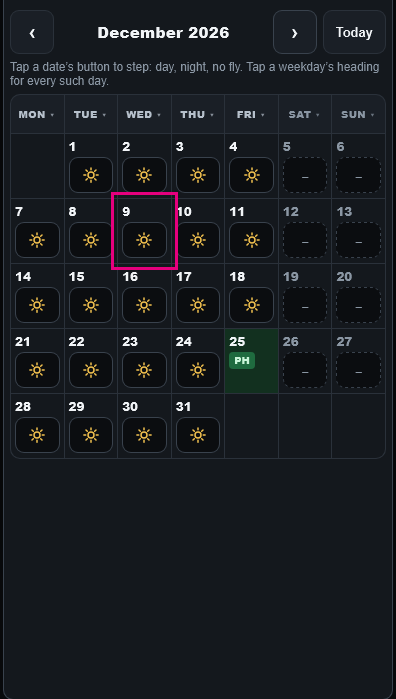 ‹ December 2026 › Today
Tap a date's button to step: day, night, no fly. Tap a weekday's heading
for every such day.
MON ▾ TUE ▾ WED ▾ THU ▾ FRI ▾ SAT ▾ SUN ▾
1 2 3 4 5 6
– –
7 8 9 10 11 12 13
– –
14 15 16 17 18 19 20
– –
21 22 23 24 25 26 27
PH – –
28 29 30 31